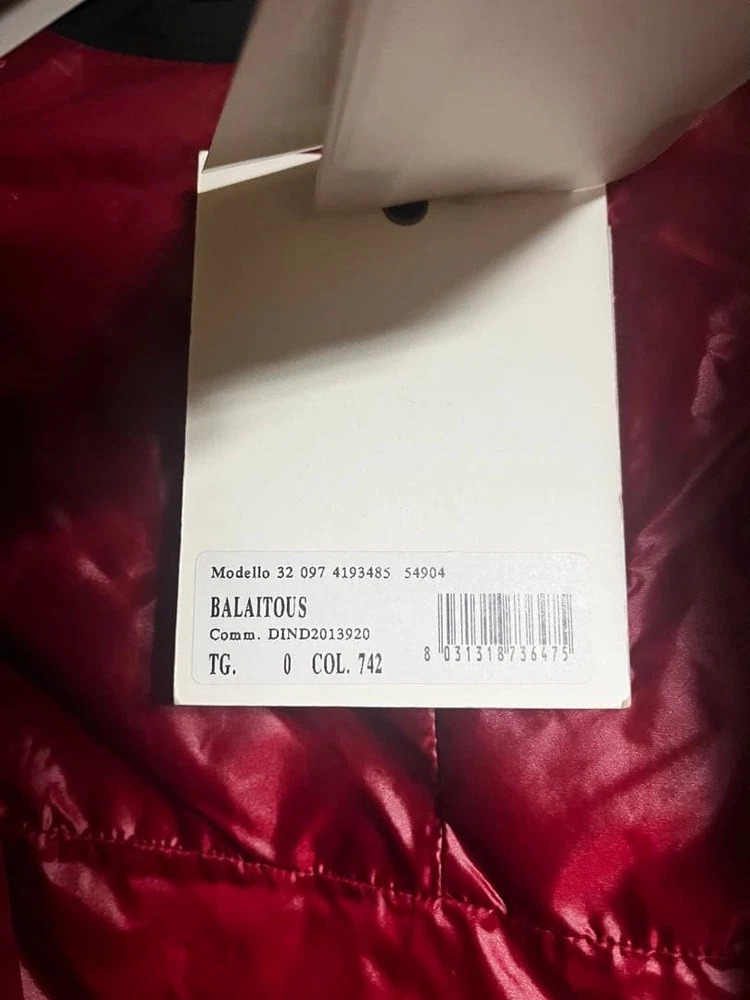 Modello 32 097 4193485 54904
BALAITOUS
Comm. DIND2013920
TG. 0 COL. 742
8 031318 736475